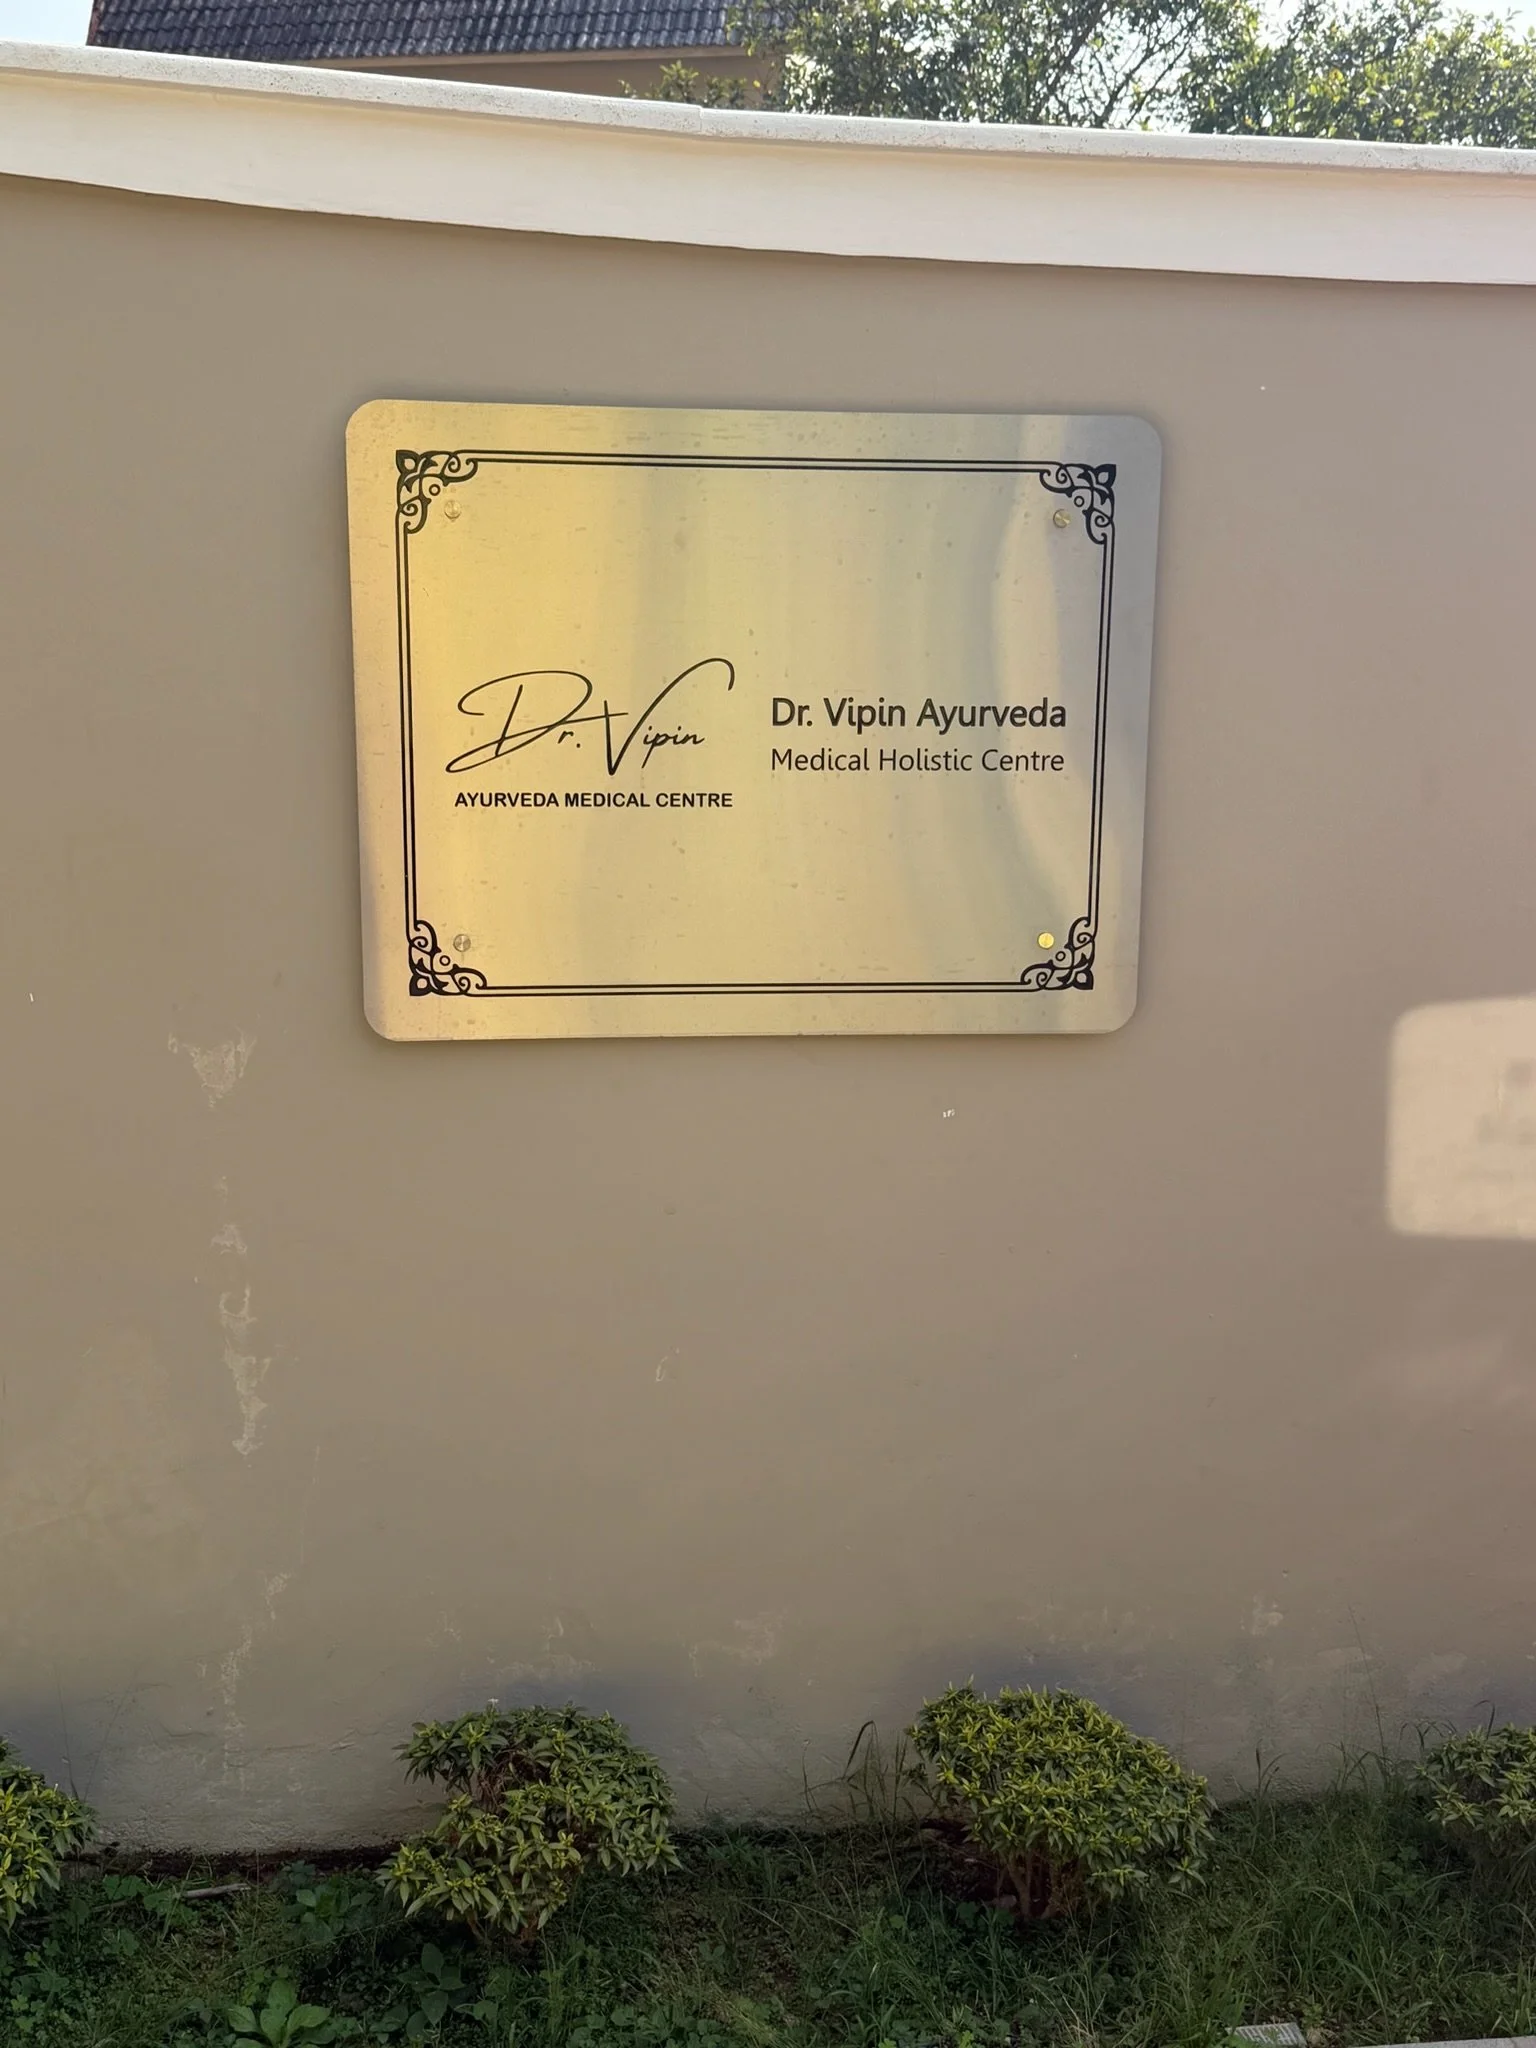 Dr. Vipin
AYURVEDA MEDICAL CENTRE
Dr. Vipin Ayurveda
Medical Holistic Centre